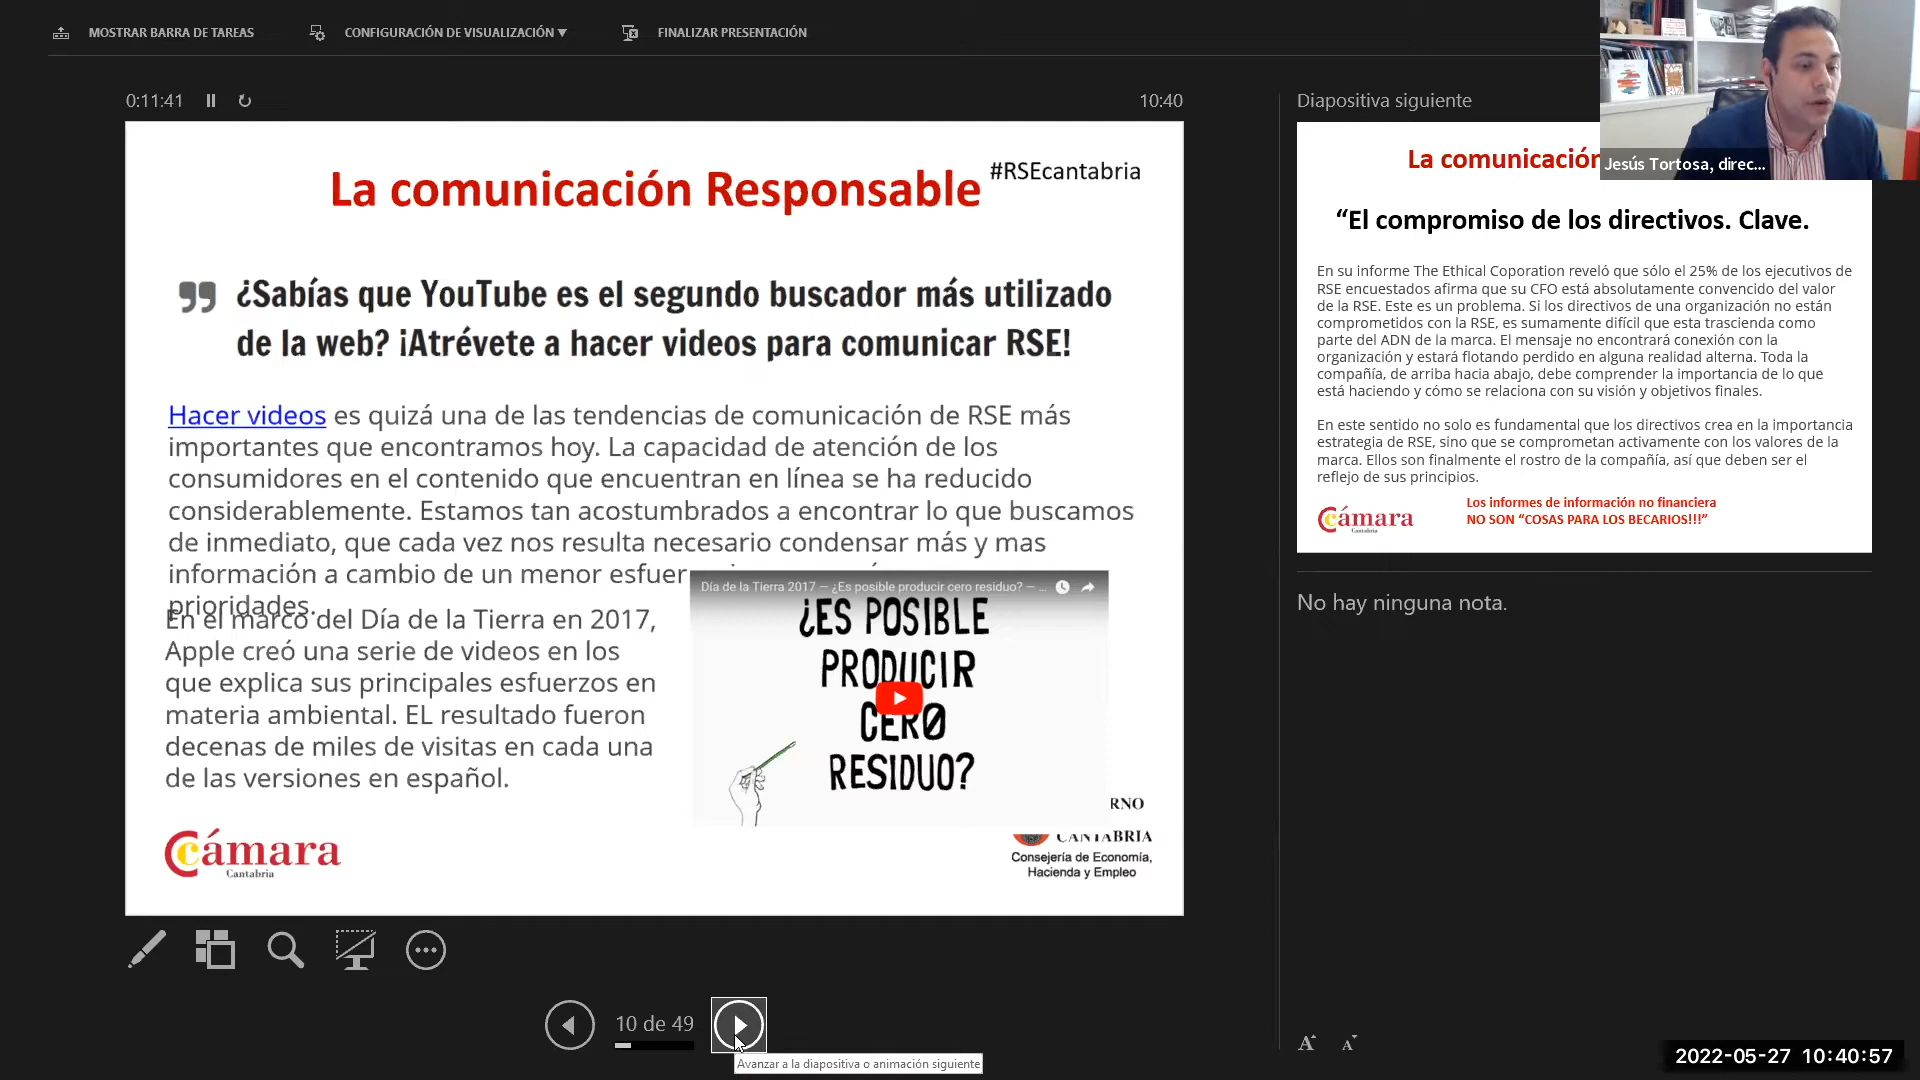 MOSTRAR BARRA DE TAREAS
CONFIGURACIÓN DE VISUALIZACIÓN ▼
FINALIZAR PRESENTACIÓN
0:11:41
10:40
La comunicación Responsable
#RSEcantabria
¿Sabías que YouTube es el segundo buscador más utilizado
de la web? ¡Atrévete a hacer videos para comunicar RSE!
Hacer videos es quizá una de las tendencias de comunicación de RSE más
importantes que encontramos hoy. La capacidad de atención de los
consumidores en el contenido que encuentran en línea se ha reducido
considerablemente. Estamos tan acostumbrados a encontrar lo que buscamos
de inmediato, que cada vez nos resulta necesario condensar más y mas
información a cambio de un menor esfuer
prioridades.
En el marco del Día de la Tierra en 2017,
Apple creó una serie de videos en los
que explica sus principales esfuerzos en
materia ambiental. EL resultado fueron
decenas de miles de visitas en cada una
de las versiones en español.
Día de la Tierra 2017 — ¿Es posible producir cero residuo? — ...
¿ES POSIBLE
PRODUCIR
CERO
RESIDUO?
Cámara
Cantabria
RNO
CANTABRIA
Consejería de Economía,
Hacienda y Empleo
10 de 49
Avanzar a la diapositiva o animación siguiente
Diapositiva siguiente
La comunicación
Jesús Tortosa, direc...
“El compromiso de los directivos. Clave.
En su informe The Ethical Coporation reveló que sólo el 25% de los ejecutivos de
RSE encuestados afirma que su CFO está absolutamente convencido del valor
de la RSE. Este es un problema. Si los directivos de una organización no están
comprometidos con la RSE, es sumamente difícil que esta trascienda como
parte del ADN de la marca. El mensaje no encontrará conexión con la
organización y estará flotando perdido en alguna realidad alterna. Toda la
compañía, de arriba hacia abajo, debe comprender la importancia de lo que
está haciendo y cómo se relaciona con su visión y objetivos finales.
En este sentido no solo es fundamental que los directivos crea en la importancia
estrategia de RSE, sino que se comprometan activamente con los valores de la
marca. Ellos son finalmente el rostro de la compañía, así que deben ser el
reflejo de sus principios.
Los informes de información no financiera
NO SON “COSAS PARA LOS BECARIOS!!!”
Cámara
Cantabria
No hay ninguna nota.
A A
2022-05-27 10:40:57